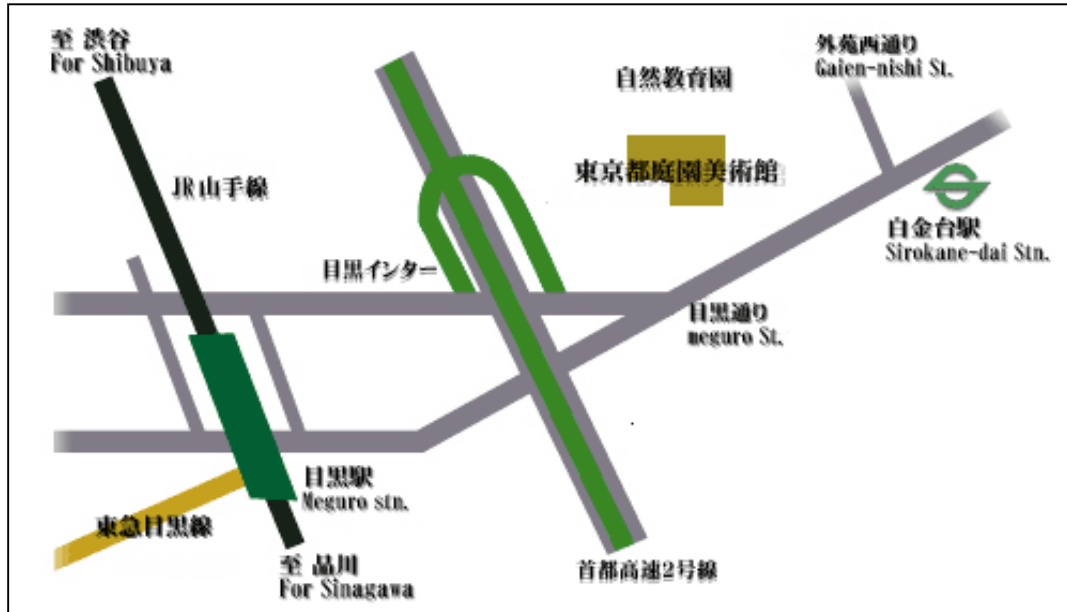 至 渋谷
For Shibuya
外苑西通り
Gaien-nishi St.
自然教育園
JR山手線
東京都庭園美術館
白金台駅
Sirokane-dai Stn.
目黒インター
目黒通り
meguro St.
目黒駅
Meguro stn.
東急目黒線
至 品川
For Sinagawa
首都高速2号線